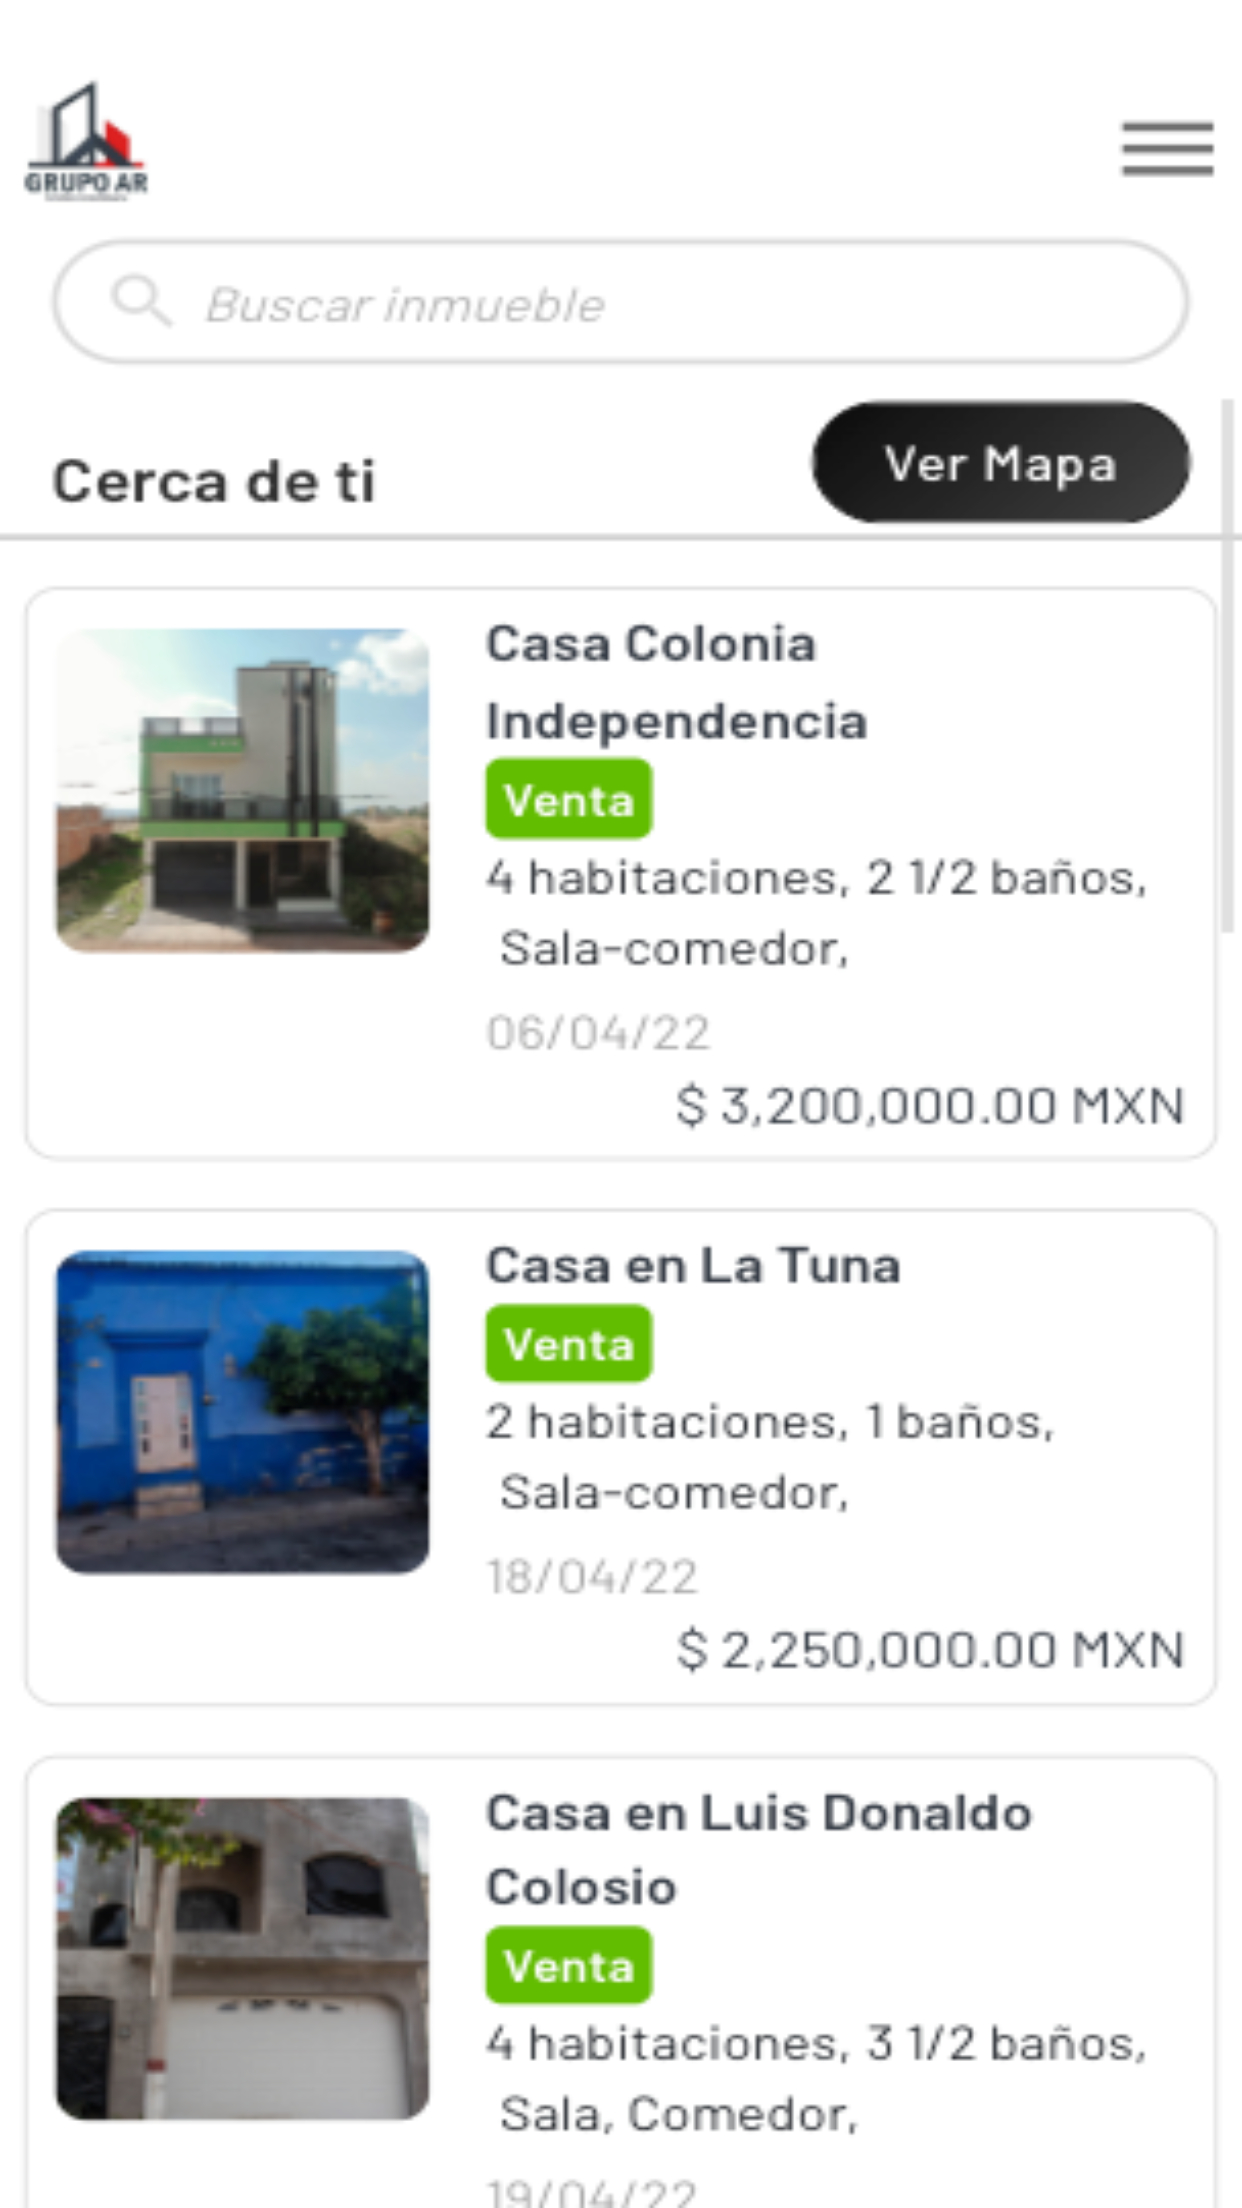 GRUPO AR
Buscar inmueble
Cerca de ti
Ver Mapa
Casa Colonia
Independencia
Venta
4 habitaciones, 2 1/2 baños,
Sala-comedor,
06/04/22
$ 3,200,000.00 MXN
Casa en La Tuna
Venta
2 habitaciones, 1 baños,
Sala-comedor,
18/04/22
$ 2,250,000.00 MXN
Casa en Luis Donaldo
Colosio
Venta
4 habitaciones, 3 1/2 baños,
Sala, Comedor,
19/04/22